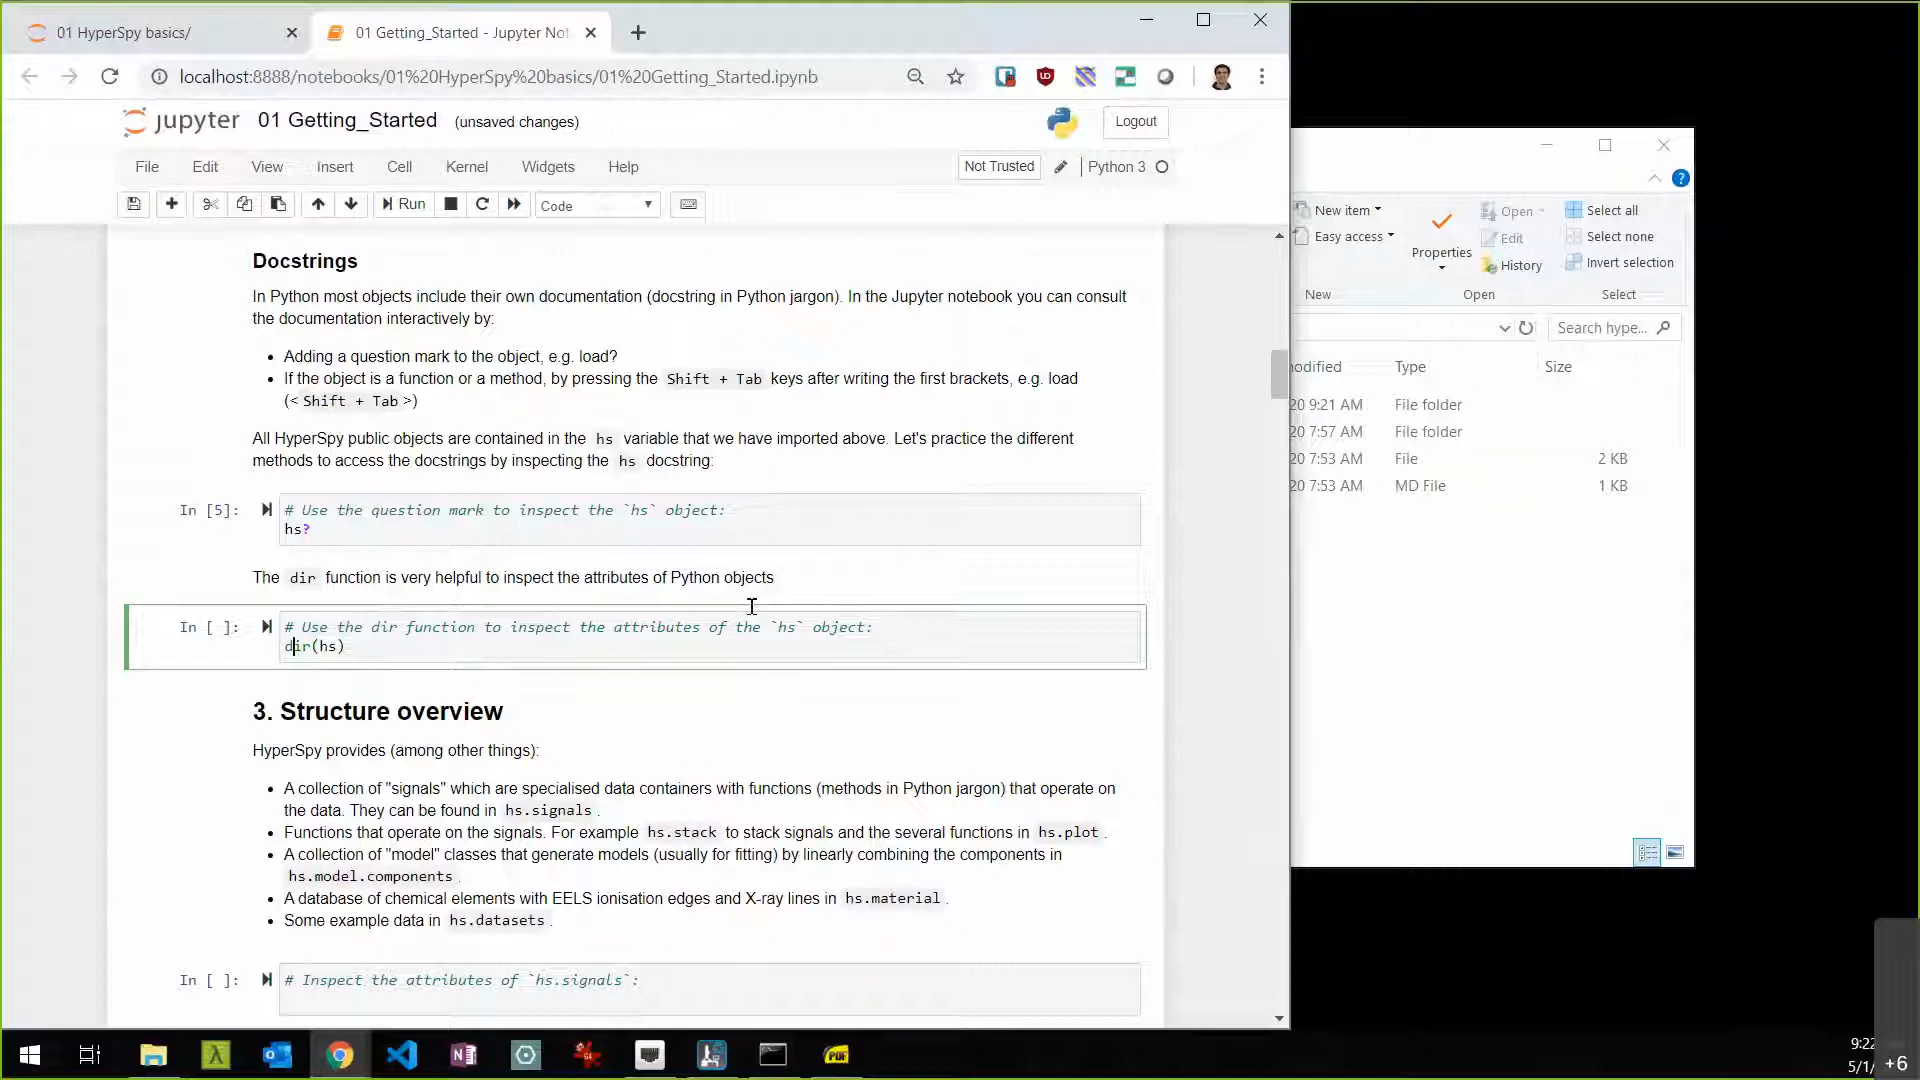 01 HyperSpy basics/
01 Getting_Started - Jupyter Not
localhost:8888/notebooks/01%20HyperSpy%20basics/01%20Getting_Started.ipynb
jupyter 01 Getting_Started (unsaved changes)
Logout
File Edit View Insert Cell Kernel Widgets Help
Not Trusted
Python 3
Run
Code
Docstrings
In Python most objects include their own documentation (docstring in Python jargon). In the Jupyter notebook you can consult
the documentation interactively by:
• Adding a question mark to the object, e.g. load?
• If the object is a function or a method, by pressing the Shift + Tab keys after writing the first brackets, e.g. load
(< Shift + Tab >)
All HyperSpy public objects are contained in the hs variable that we have imported above. Let's practice the different
methods to access the docstrings by inspecting the hs docstring:
In [5]: # Use the question mark to inspect the `hs` object:
hs?
The dir function is very helpful to inspect the attributes of Python objects
In [ ]: # Use the dir function to inspect the attributes of the `hs` object:
dir(hs)
3. Structure overview
HyperSpy provides (among other things):
• A collection of "signals" which are specialised data containers with functions (methods in Python jargon) that operate on
the data. They can be found in hs.signals .
• Functions that operate on the signals. For example hs.stack to stack signals and the several functions in hs.plot .
• A collection of "model" classes that generate models (usually for fitting) by linearly combining the components in
hs.model.components .
• A database of chemical elements with EELS ionisation edges and X-ray lines in hs.material .
• Some example data in hs.datasets .
In [ ]: # Inspect the attributes of `hs.signals`:
New item
Easy access
New
Properties
Open
Edit
History
Open
Select all
Select none
Invert selection
Select
Search hype...
odified Type Size
20 9:21 AM File folder
20 7:57 AM File folder
20 7:53 AM File 2 KB
20 7:53 AM MD File 1 KB
9:22
5/1/
+6